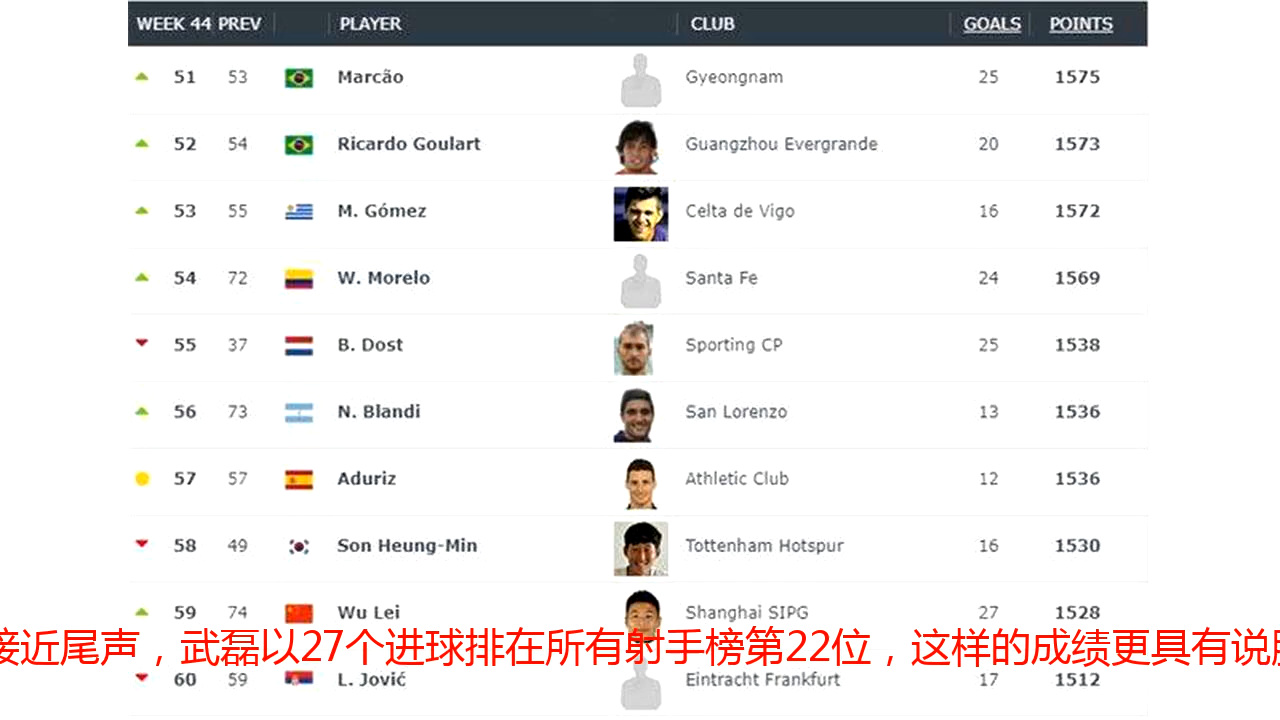 WEEK 44 PREV PLAYER CLUB GOALS POINTS
51 53 Marcão Gyeongnam 25 1575
52 54 Ricardo Goulart Guangzhou Evergrande 20 1573
53 55 M. Gómez Celta de Vigo 16 1572
54 72 W. Morelo Santa Fe 24 1569
55 37 B. Dost Sporting CP 25 1538
56 73 N. Blandi San Lorenzo 13 1536
57 57 Aduriz Athletic Club 12 1536
58 49 Son Heung-Min Tottenham Hotspur 16 1530
59 74 Wu Lei Shanghai SIPG 27 1528
接近尾声，武磊以27个进球排在所有射手榜第22位，这样的成绩更具有说服
60 59 L. Jović Eintracht Frankfurt 17 1512